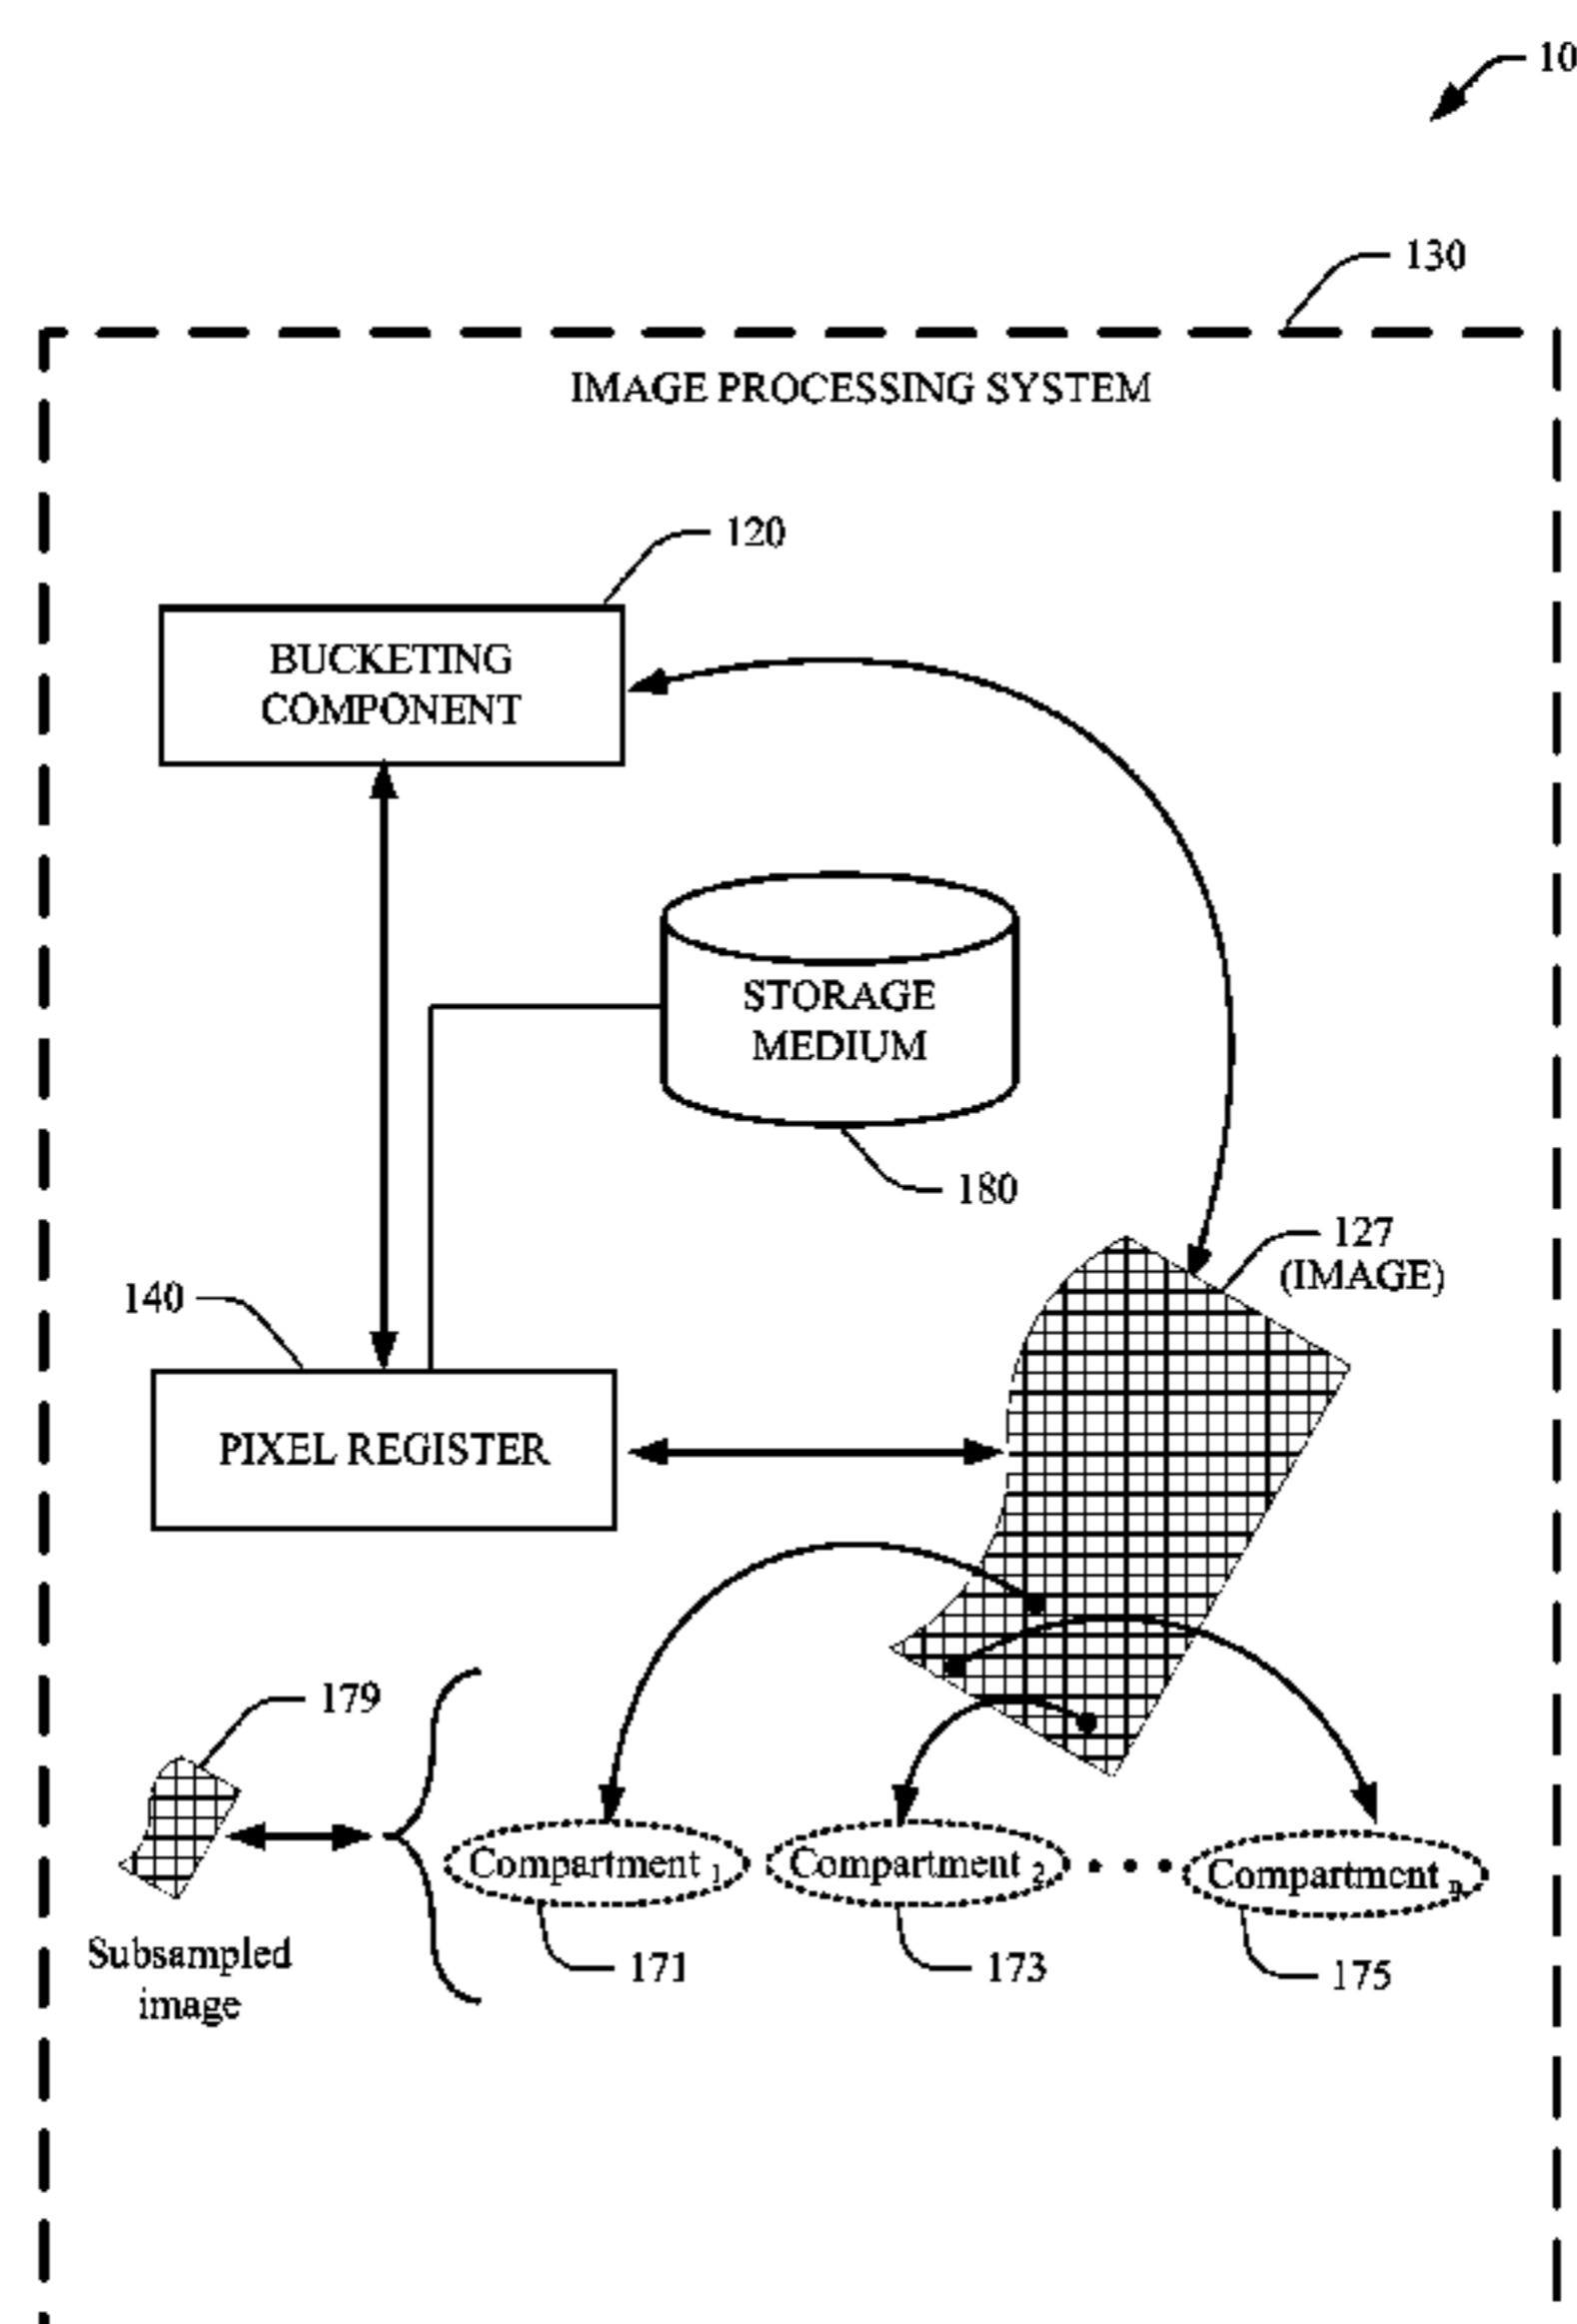 10
130
IMAGE PROCESSING SYSTEM
120
BUCKETING
COMPONENT
STORAGE
MEDIUM
180
127
(IMAGE)
140
PIXEL REGISTER
179
Compartment 1
Compartment 2
Compartment n
Subsampled
image
171
173
175